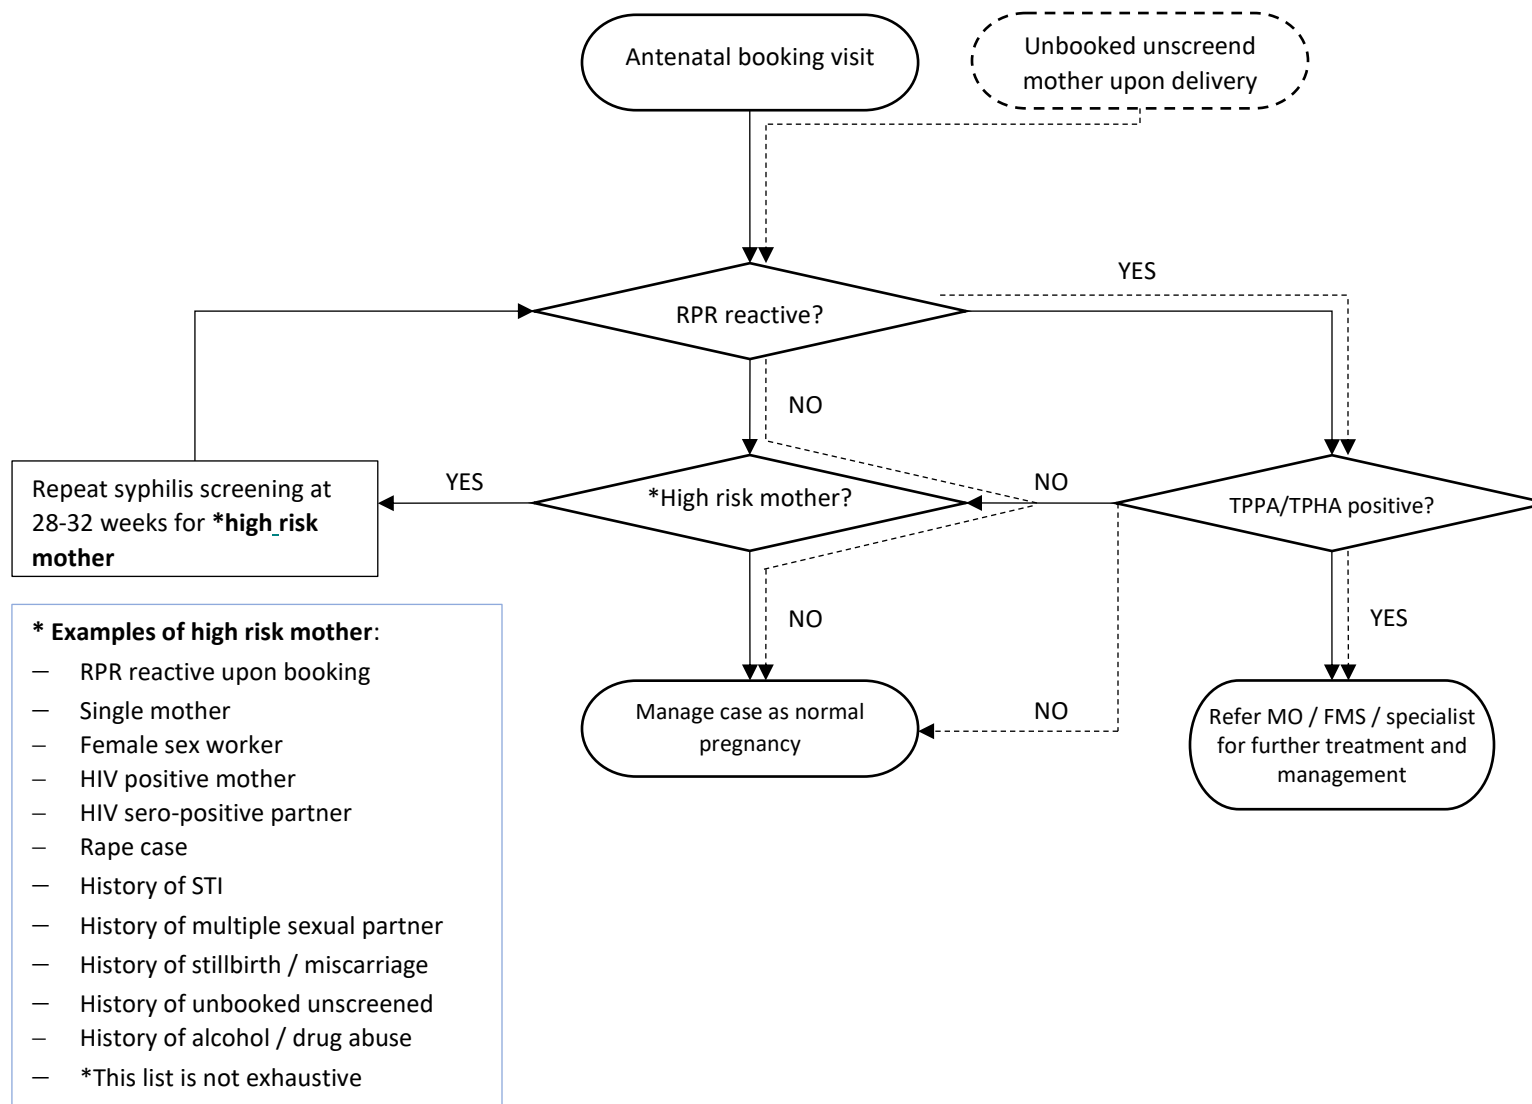 Antenatal booking visit
Unbooked unscreend
mother upon delivery
YES
RPR reactive?
NO
YES
NO
Repeat syphilis screening at
28-32 weeks for *high risk
mother
*High risk mother?
TPPA/TPHA positive?
NO
YES
* Examples of high risk mother:
— RPR reactive upon booking
— Single mother
— Female sex worker
— HIV positive mother
— HIV sero-positive partner
— Rape case
— History of STI
— History of multiple sexual partner
— History of stillbirth / miscarriage
— History of unbooked unscreened
— History of alcohol / drug abuse
— *This list is not exhaustive
Manage case as normal
pregnancy
NO
Refer MO / FMS / specialist
for further treatment and
management